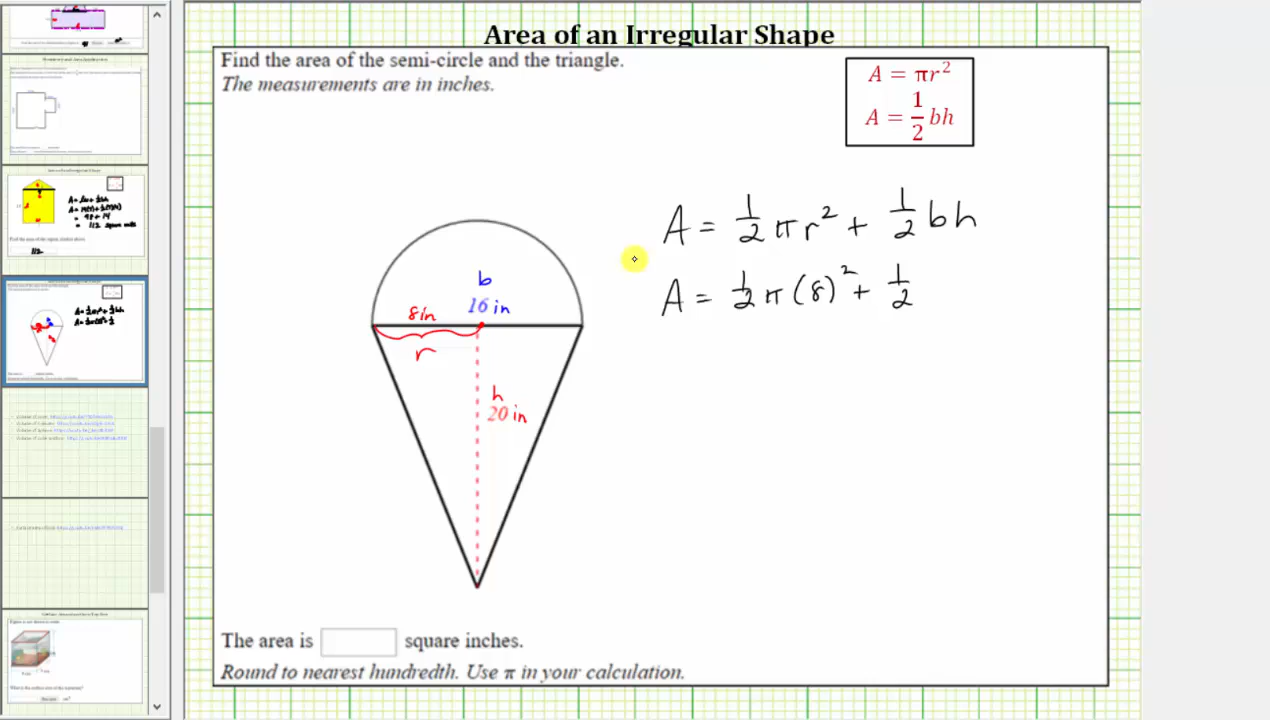 Area of an Irregular Shape
Find the area of the semi-circle and the triangle.
The measurements are in inches.
A = πr²
A = 1/2 bh
A = 1/2 πr² + 1/2 bh
A = 1/2 π(8)² + 1/2
b
8in
16 in
r
h
20 in
The area is square inches.
Round to nearest hundredth. Use π in your calculation.